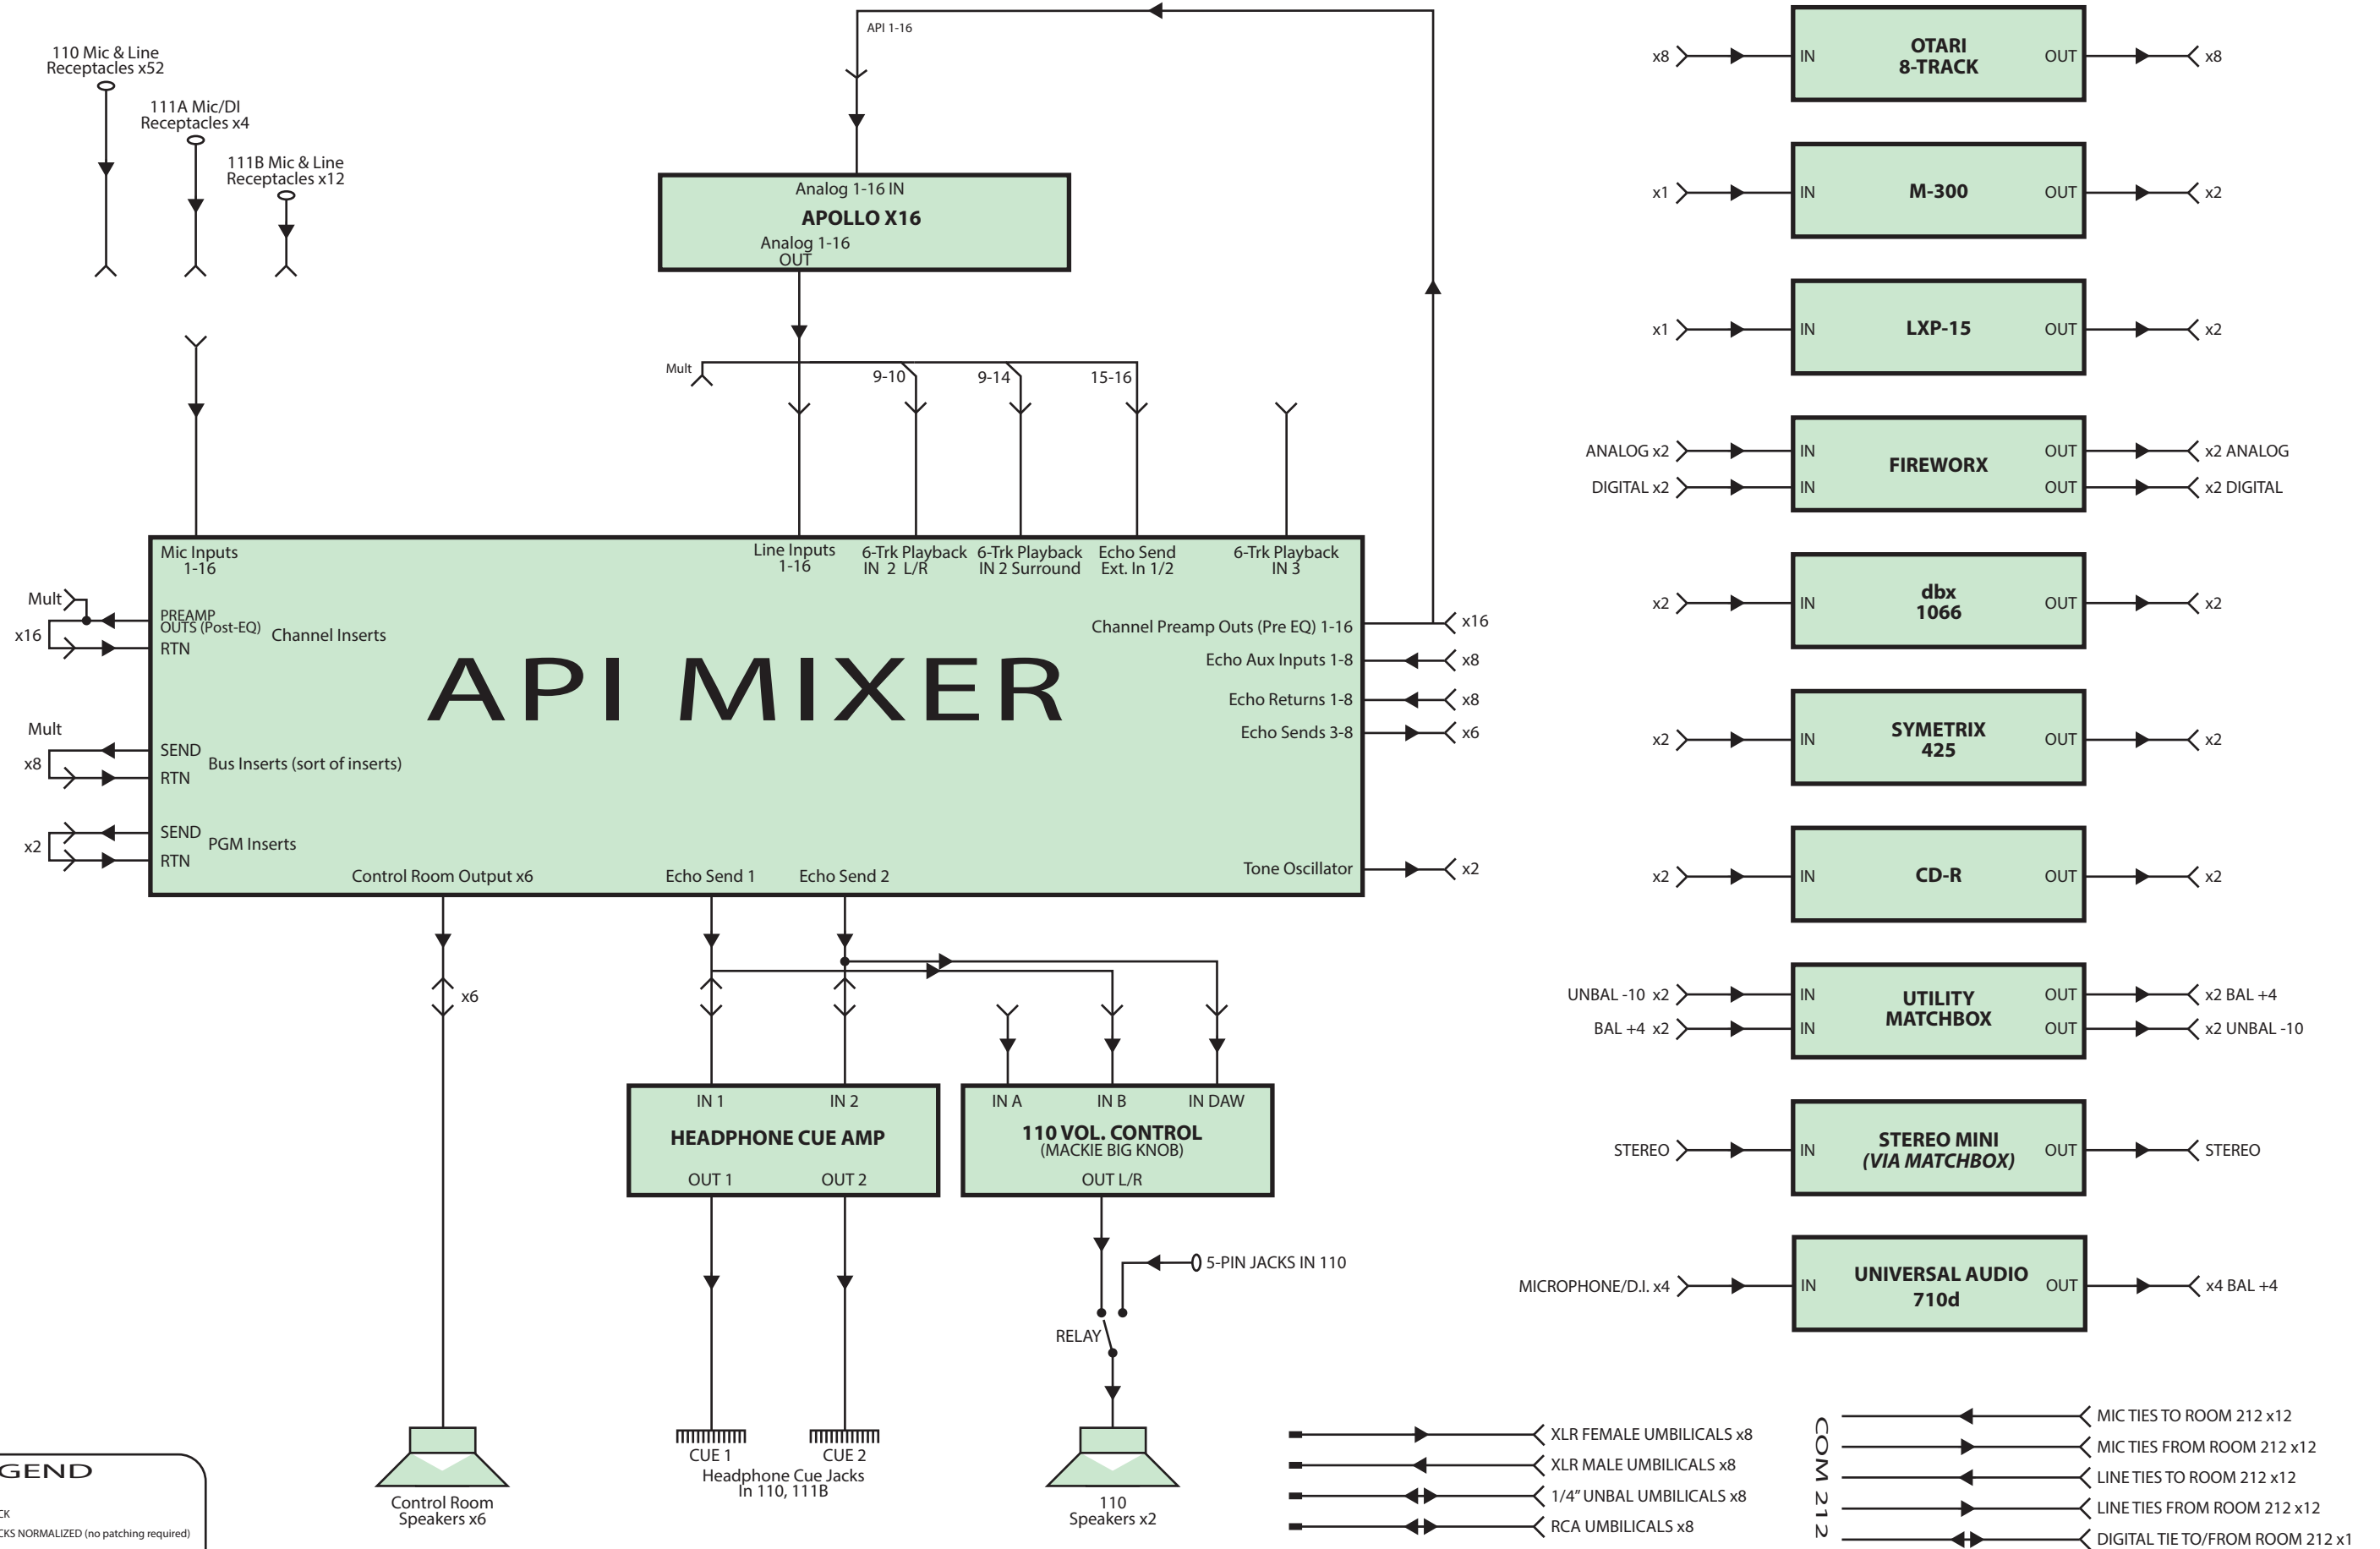 110 Mic & Line
Receptacles x52
111A Mic/DI
Receptacles x4
111B Mic & Line
Receptacles x12
API 1-16
Analog 1-16 IN
APOLLO X16
Analog 1-16
OUT
Mult
9-10
9-14
15-16
Mic Inputs
1-16
Line Inputs
1-16
6-Trk Playback
IN 2 L/R
6-Trk Playback
IN 2 Surround
Echo Send
Ext. In 1/2
6-Trk Playback
IN 3
Mult
x16
PREAMP
OUTS (Post-EQ)
RTN
Channel Inserts
Channel Preamp Outs (Pre EQ) 1-16
x16
Echo Aux Inputs 1-8
x8
Echo Returns 1-8
x8
Echo Sends 3-8
x6
API MIXER
Mult
x8
SEND
RTN
Bus Inserts (sort of inserts)
x2
SEND
RTN
PGM Inserts
Tone Oscillator
x2
Control Room Output x6
Echo Send 1
Echo Send 2
x6
IN 1
IN 2
HEADPHONE CUE AMP
OUT 1
OUT 2
IN A
IN B
IN DAW
110 VOL. CONTROL
(MACKIE BIG KNOB)
OUT L/R
5-PIN JACKS IN 110
RELAY
Control Room
Speakers x6
CUE 1
CUE 2
Headphone Cue Jacks
In 110, 111B
110
Speakers x2
x8
IN
OTARI
8-TRACK
OUT
x8
x1
IN
M-300
OUT
x2
x1
IN
LXP-15
OUT
x2
ANALOG x2
IN
OUT
x2 ANALOG
FIREWORX
DIGITAL x2
IN
OUT
x2 DIGITAL
x2
IN
dbx
1066
OUT
x2
x2
IN
SYMETRIX
425
OUT
x2
x2
IN
CD-R
OUT
x2
UNBAL -10 x2
IN
OUT
x2 BAL +4
UTILITY
MATCHBOX
BAL +4 x2
IN
OUT
x2 UNBAL -10
STEREO
IN
STEREO MINI
(VIA MATCHBOX)
OUT
STEREO
MICROPHONE/D.I. x4
IN
UNIVERSAL AUDIO
710d
OUT
x4 BAL +4
XLR FEMALE UMBILICALS x8
XLR MALE UMBILICALS x8
1/4” UNBAL UMBILICALS x8
RCA UMBILICALS x8
COM 212
MIC TIES TO ROOM 212 x12
MIC TIES FROM ROOM 212 x12
LINE TIES TO ROOM 212 x12
LINE TIES FROM ROOM 212 x12
DIGITAL TIE TO/FROM ROOM 212 x1
GEND
CK
CKS NORMALIZED (no patching required)